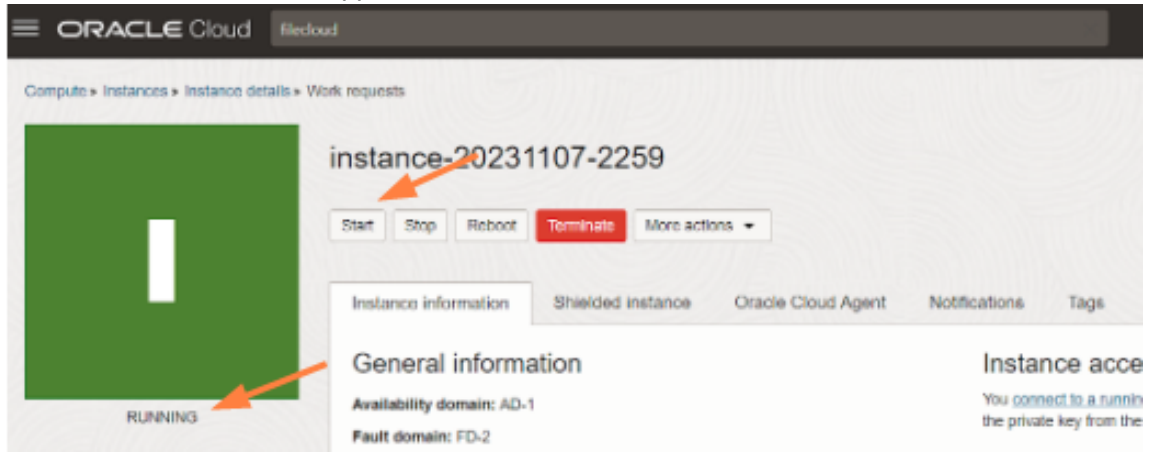 ORACLE Cloud
filecloud
Compute » Instances » Instance details » Work requests
instance-20231107-2259
Start Stop Reboot Terminate More actions
Instance information Shielded instance Oracle Cloud Agent Notifications Tags
General information
Instance acce
Availability domain: AD-1
You connect to a runnin
Fault domain: FD-2
the private key from the
RUNNING